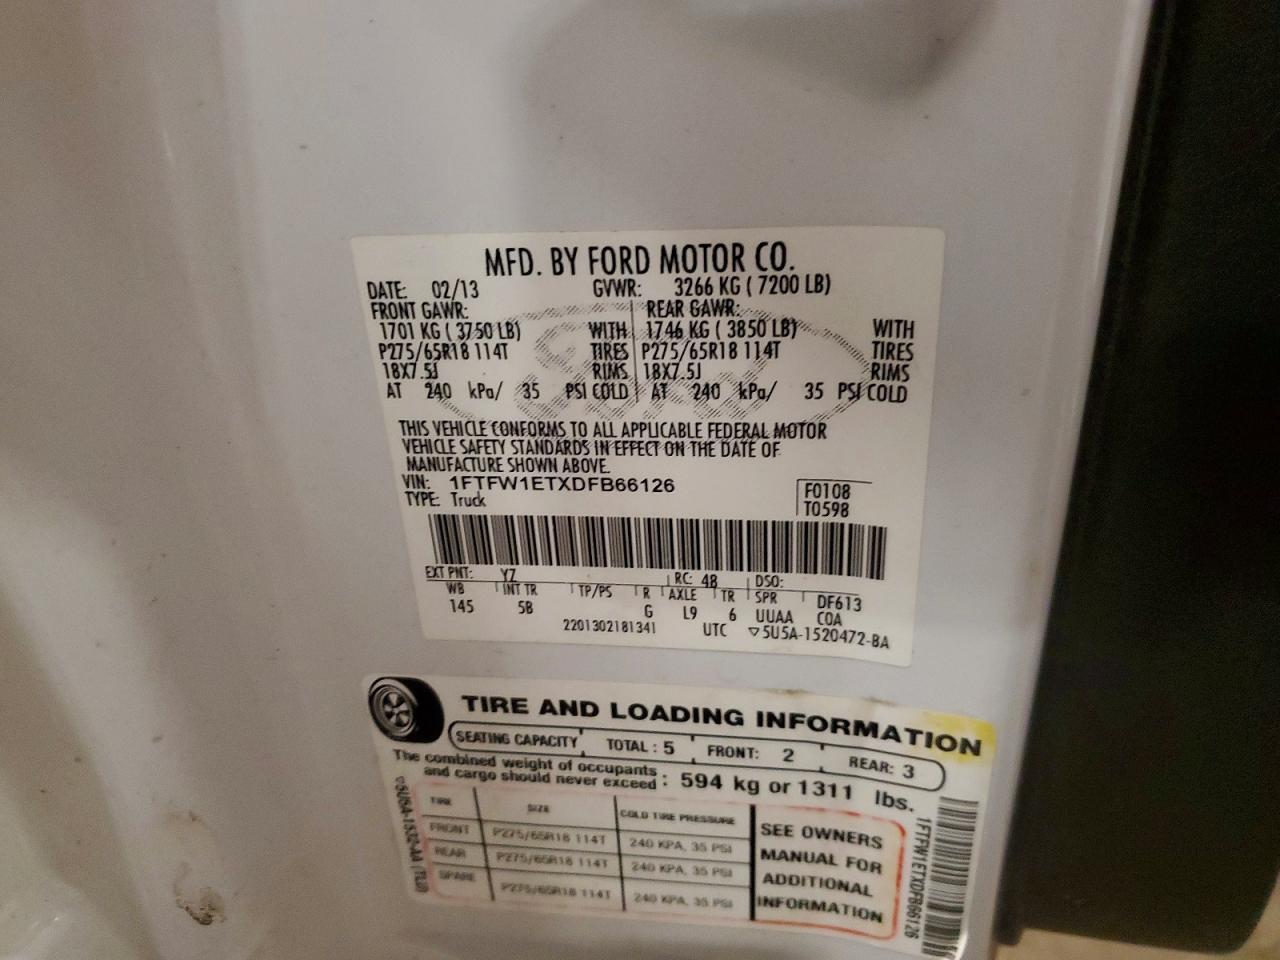 MFD. BY FORD MOTOR CO.
DATE: 02/13 GVWR: 3266 KG ( 7200 LB)
FRONT GAWR: REAR GAWR:
1701 KG ( 3750 LB) WITH 1746 KG ( 3850 LB) WITH
P275/65R18 114T TIRES P275/65R18 114T TIRES
18X7.5J RIMS 18X7.5J RIMS
AT 240 kPa/ 35 PSI COLD AT 240 kPa/ 35 PSI COLD
THIS VEHICLE CONFORMS TO ALL APPLICABLE FEDERAL MOTOR
VEHICLE SAFETY STANDARDS IN EFFECT ON THE DATE OF
MANUFACTURE SHOWN ABOVE.
VIN: 1FTFW1ETXDFB66126 F0108
TYPE: Truck T0598
EXT PNT: YZ RC: 48 DSO:
WB INT TR TP/PS R AXLE TR SPR DF613
145 5B G L9 6 UUAA COA
2201302181341 UTC ▽5U5A-1520472-BA
TIRE AND LOADING INFORMATION
SEATING CAPACITY TOTAL : 5 FRONT: 2 REAR: 3
The combined weight of occupants
and cargo should never exceed : 594 kg or 1311 lbs.
TIRE SIZE COLD TIRE PRESSURE
FRONT P275/65R18 114T 240 KPA, 35 PSI
REAR P275/65R18 114T 240 KPA, 35 PSI
SPARE P275/65R18 114T 240 KPA, 35 PSI
SEE OWNERS
MANUAL FOR
ADDITIONAL
INFORMATION
1FTFW1ETXDFB66126
Ford